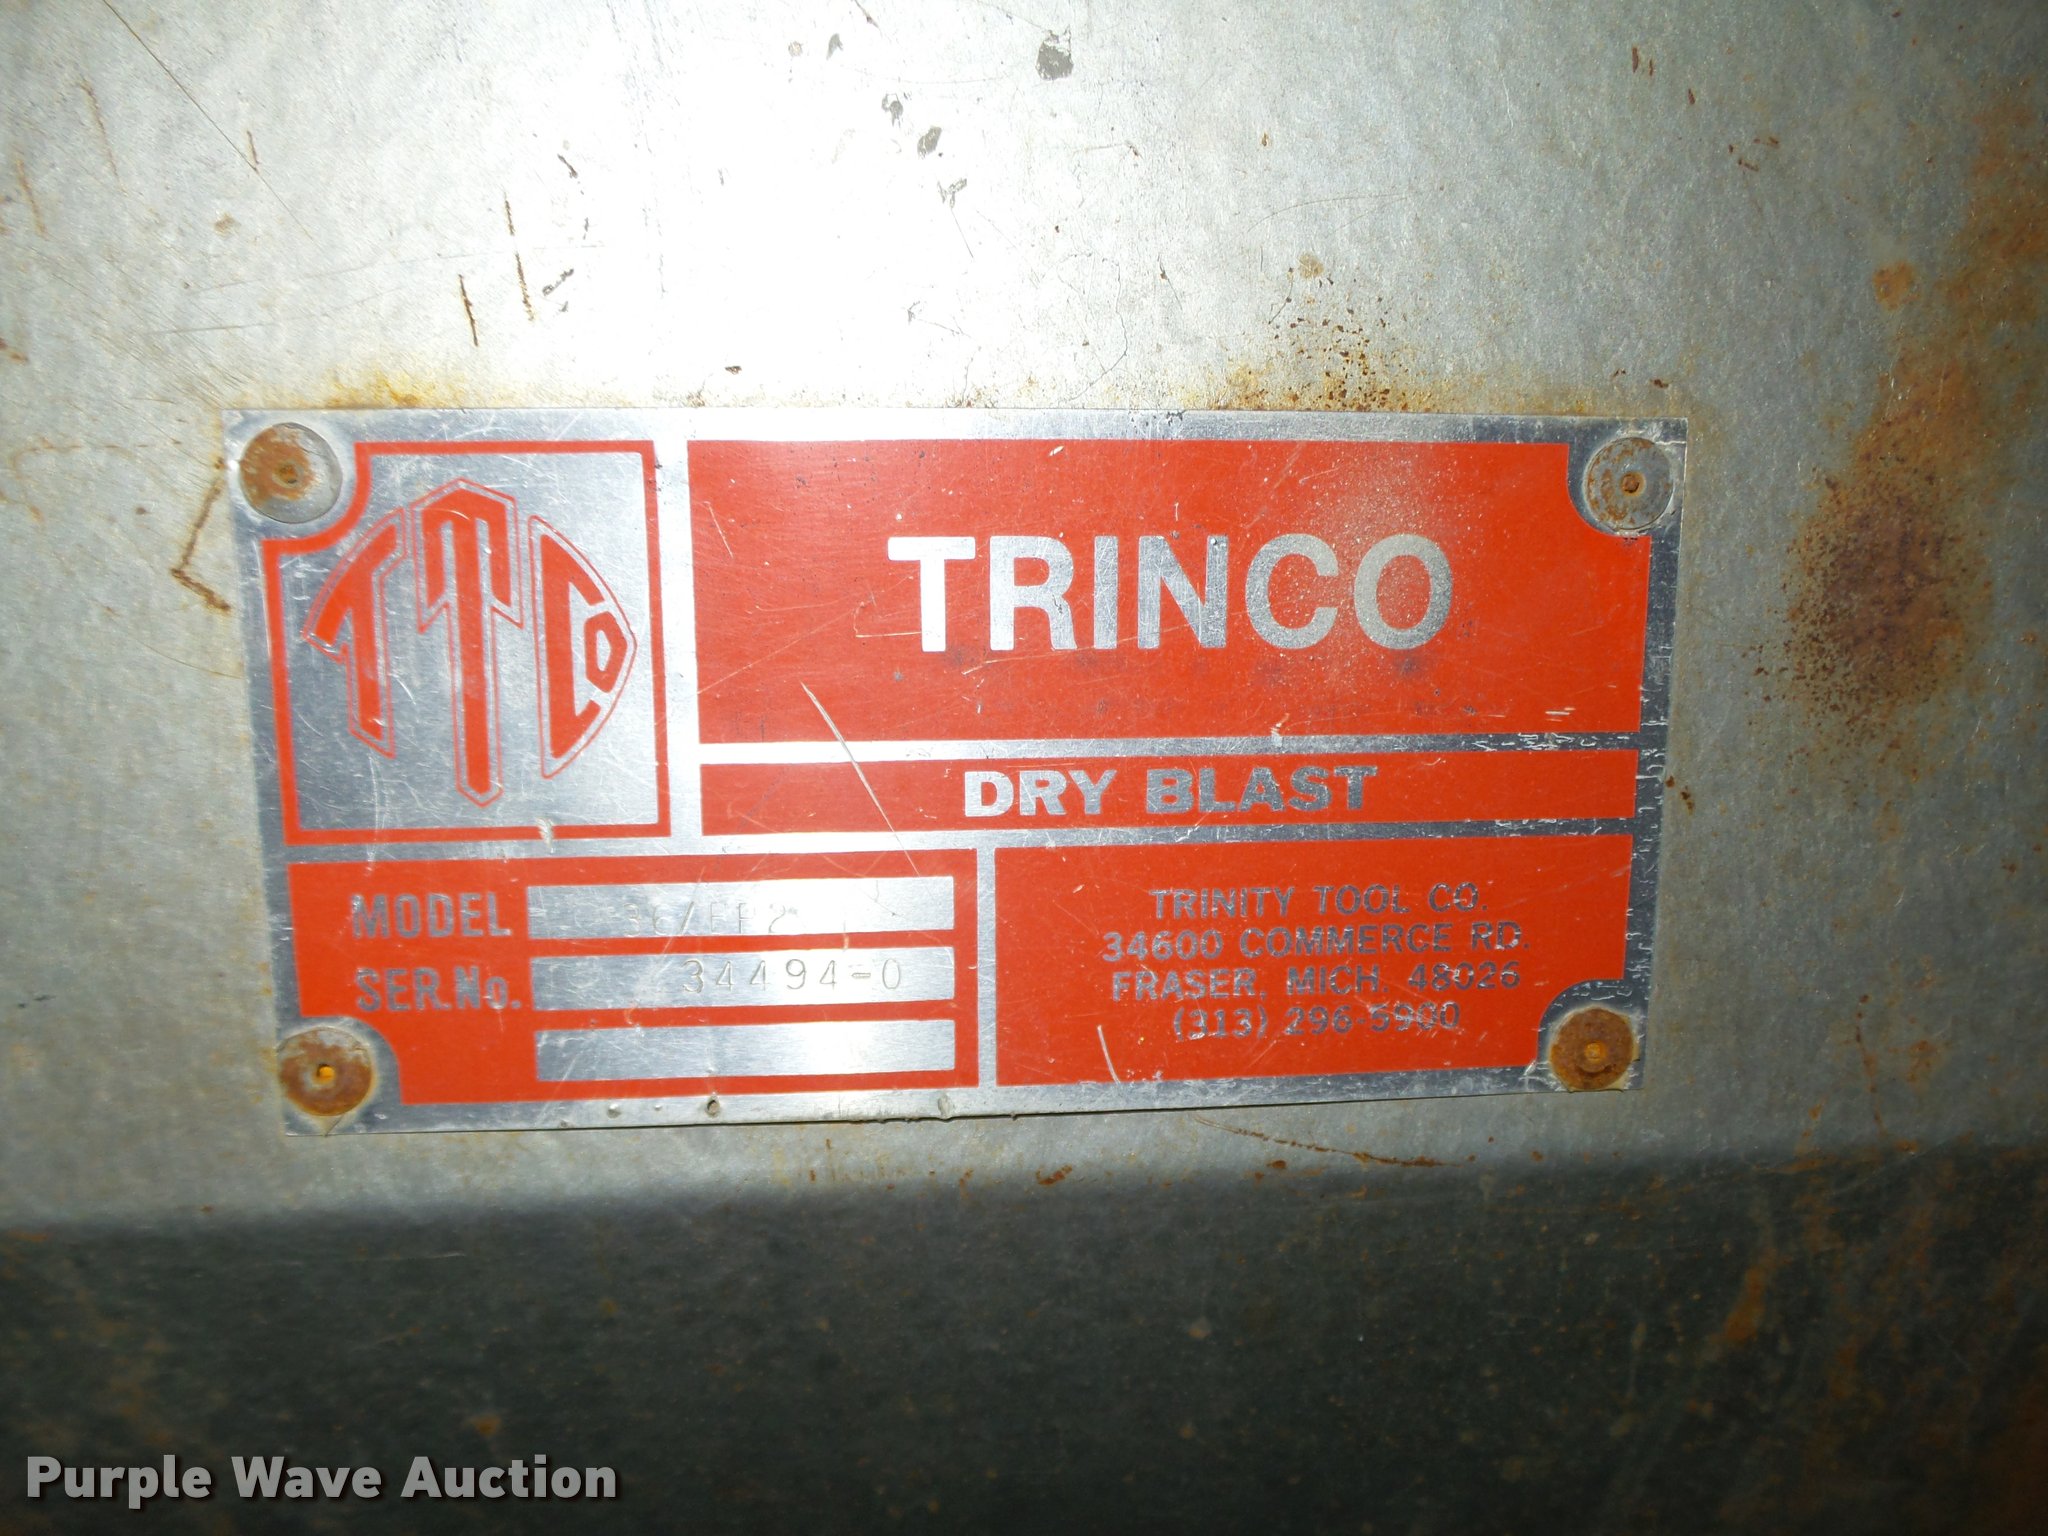 TTCO
TRINCO
DRY BLAST
MODEL
SER.No. 34494-0
TRINITY TOOL CO.
34600 COMMERCE RD.
FRASER, MICH. 48026
(313) 296-5900
Purple Wave Auction